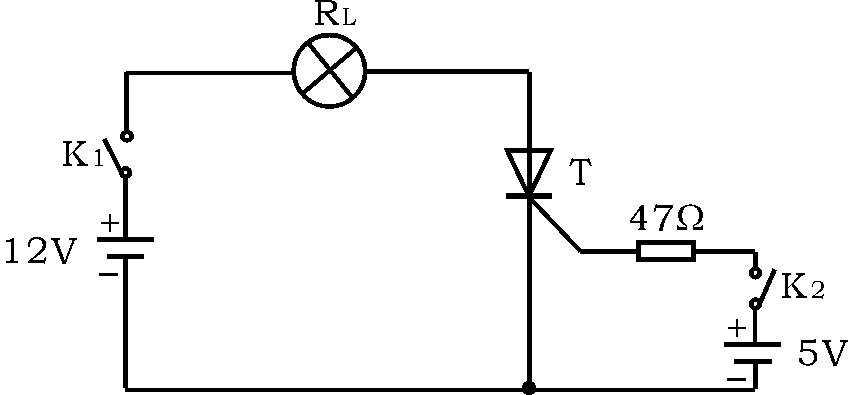 RL
K1
T
47Ω
+
12V
−
K2
+
5V
−